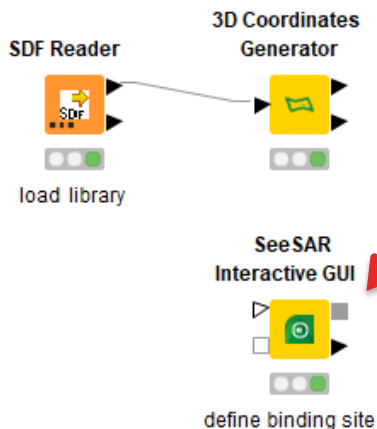 3D Coordinates
SDF Reader
Generator
SDF
load library
SeeSAR
Interactive GUI
define binding site